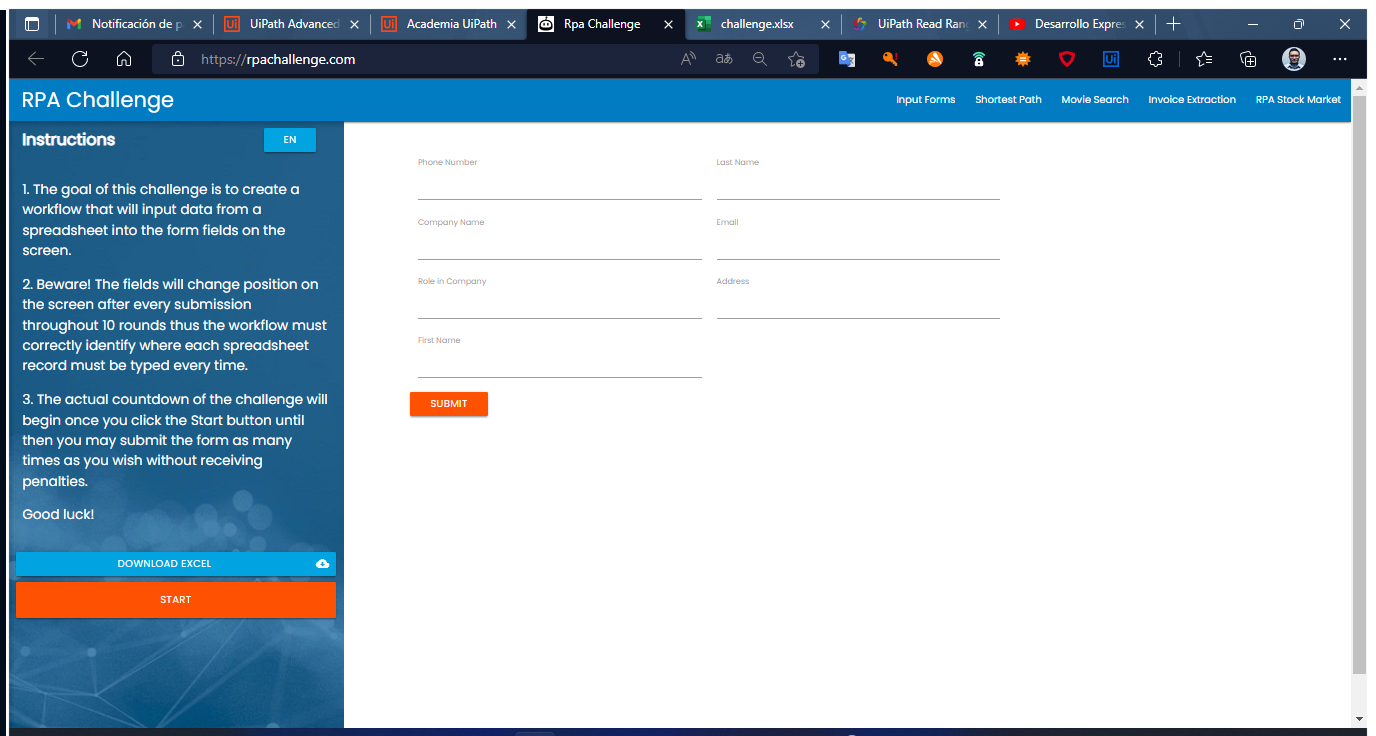 Notificación de p
UiPath Advanced
Academia UiPath
Rpa Challenge
challenge.xlsx
UiPath Read Ran
Desarrollo Expres
https://rpachallenge.com
RPA Challenge
Input Forms
Shortest Path
Movie Search
Invoice Extraction
RPA Stock Market
Instructions
EN
1. The goal of this challenge is to create a
workflow that will input data from a
spreadsheet into the form fields on the
screen.
2. Beware! The fields will change position on
the screen after every submission
throughout 10 rounds thus the workflow must
correctly identify where each spreadsheet
record must be typed every time.
3. The actual countdown of the challenge will
begin once you click the Start button until
then you may submit the form as many
times as you wish without receiving
penalties.
Good luck!
DOWNLOAD EXCEL
START
Phone Number
Last Name
Company Name
Email
Role in Company
Address
First Name
SUBMIT